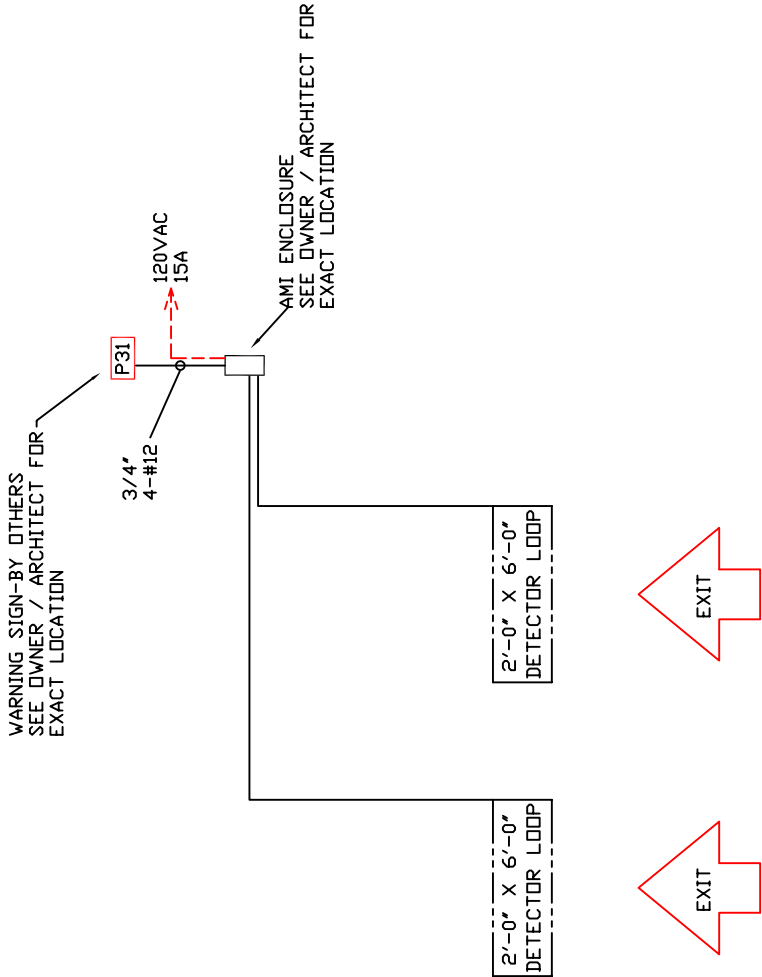 WARNING SIGN-BY OTHERS
SEE OWNER / ARCHITECT FOR
EXACT LOCATION
P31
3/4"
4-#12
120VAC
15A
AMI ENCLOSURE
SEE OWNER / ARCHITECT FOR
EXACT LOCATION
2'-0" X 6'-0"
DETECTOR LOOP
2'-0" X 6'-0"
DETECTOR LOOP
EXIT
EXIT